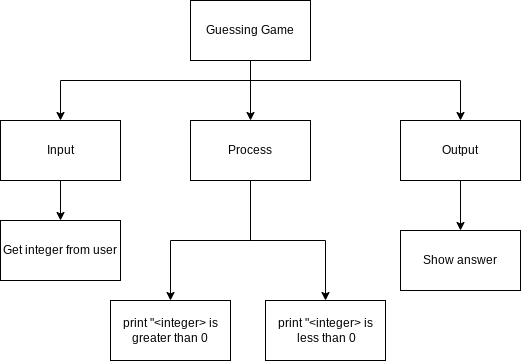 Guessing Game
Input
Process
Output
Get integer from user
Show answer
print "<integer> is
greater than 0
print "<integer> is
less than 0